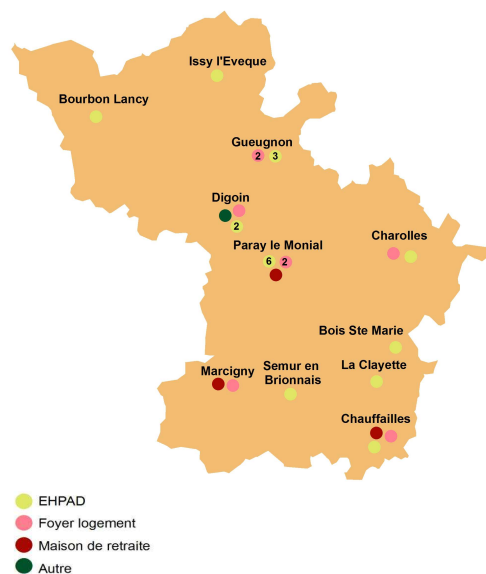 Issy l'Eveque
Bourbon Lancy
Gueugnon
2 3
Digoin
2
Paray le Monial
6 2
Charolles
Bois Ste Marie
La Clayette
Semur en
Brionnais
Marcigny
Chauffailles
EHPAD
Foyer logement
Maison de retraite
Autre